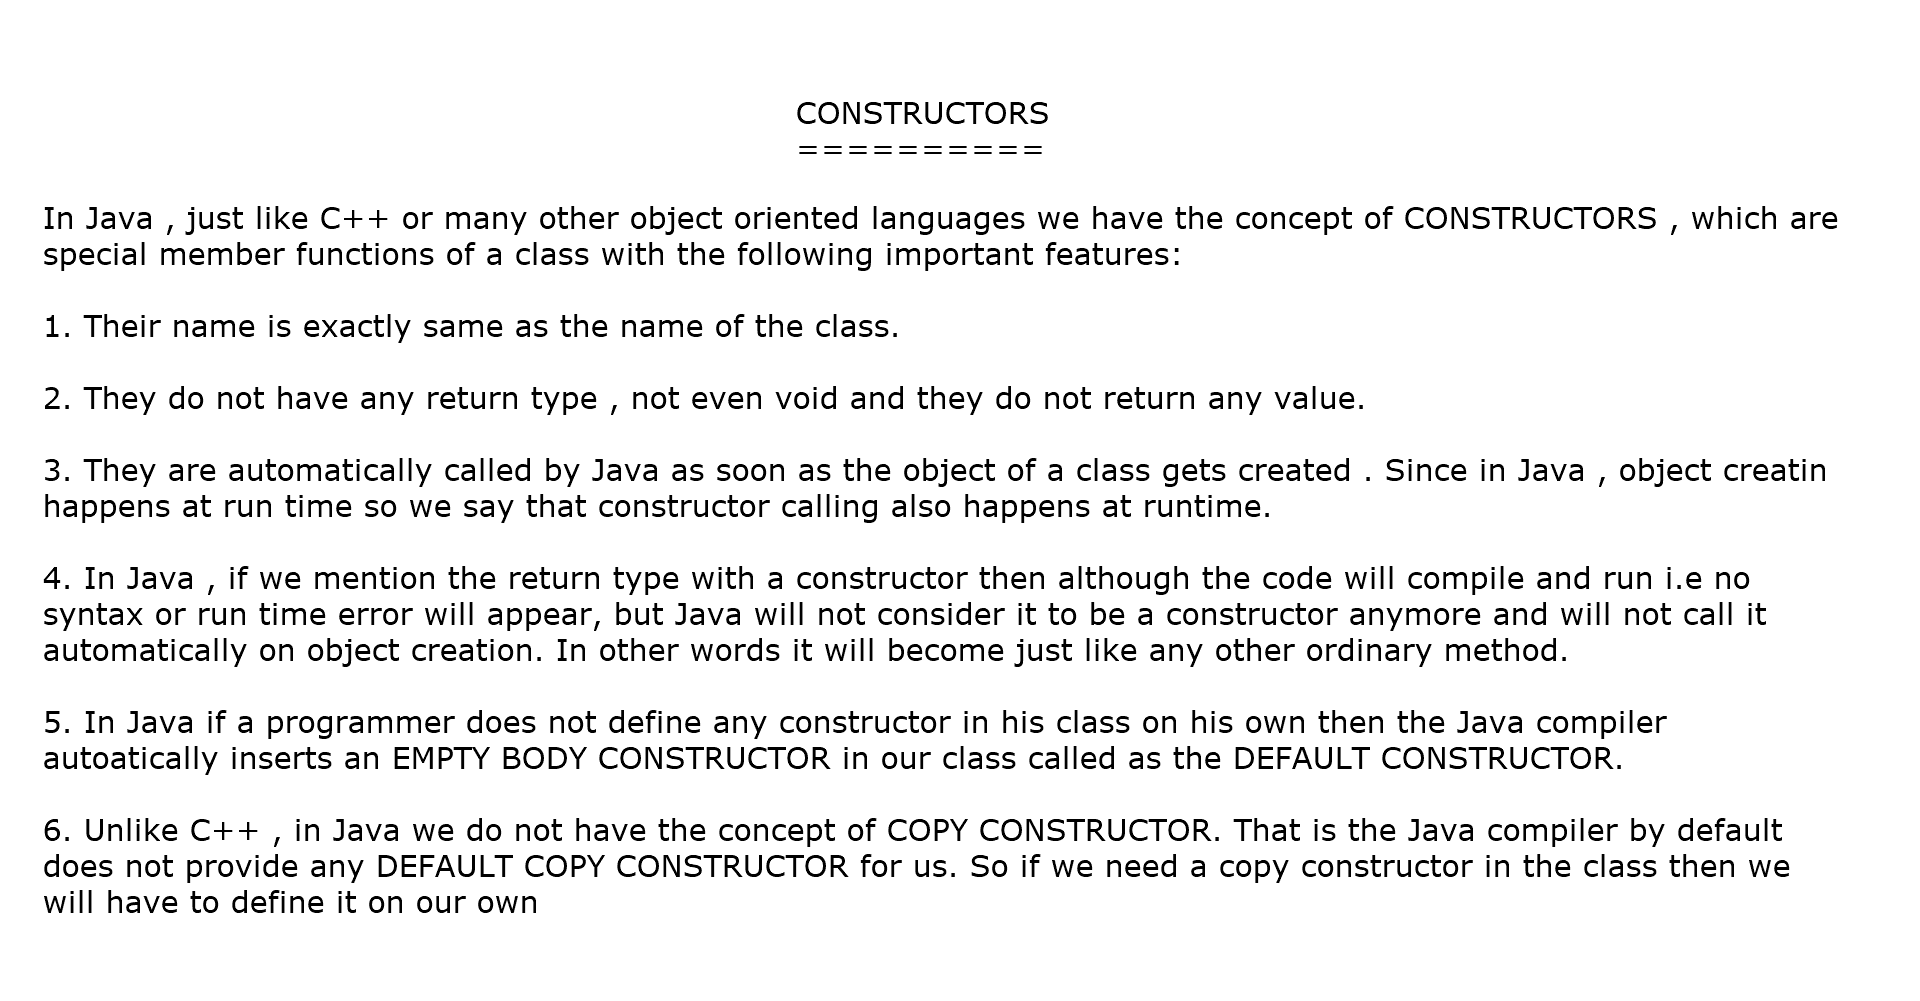 CONSTRUCTORS
==========
In Java , just like C++ or many other object oriented languages we have the concept of CONSTRUCTORS , which are
special member functions of a class with the following important features:
1. Their name is exactly same as the name of the class.
2. They do not have any return type , not even void and they do not return any value.
3. They are automatically called by Java as soon as the object of a class gets created . Since in Java , object creatin
happens at run time so we say that constructor calling also happens at runtime.
4. In Java , if we mention the return type with a constructor then although the code will compile and run i.e no
syntax or run time error will appear, but Java will not consider it to be a constructor anymore and will not call it
automatically on object creation. In other words it will become just like any other ordinary method.
5. In Java if a programmer does not define any constructor in his class on his own then the Java compiler
autoatically inserts an EMPTY BODY CONSTRUCTOR in our class called as the DEFAULT CONSTRUCTOR.
6. Unlike C++ , in Java we do not have the concept of COPY CONSTRUCTOR. That is the Java compiler by default
does not provide any DEFAULT COPY CONSTRUCTOR for us. So if we need a copy constructor in the class then we
will have to define it on our own